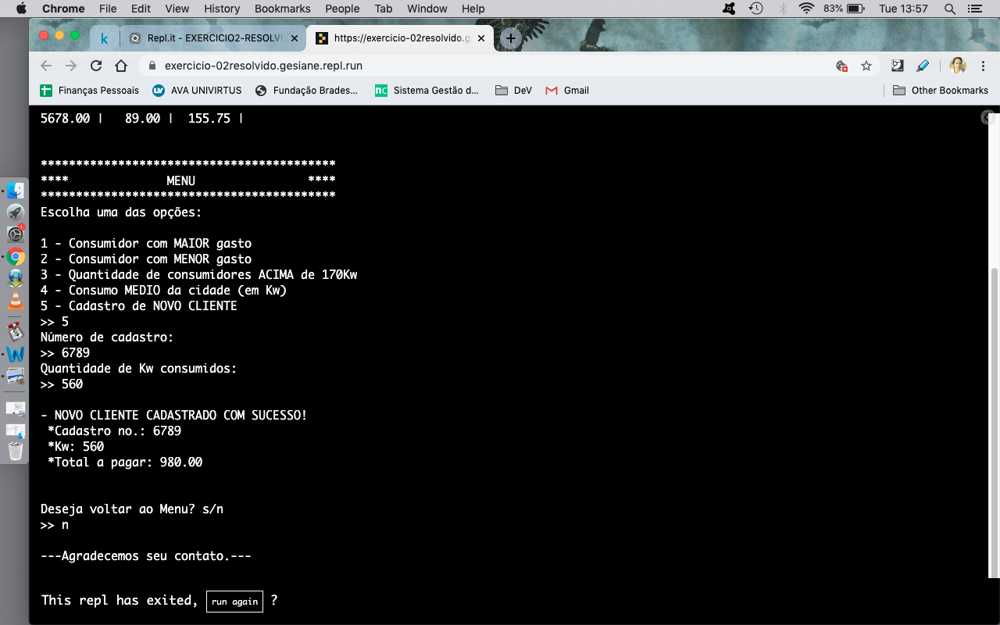 Chrome File Edit View History Bookmarks People Tab Window Help 83% Tue 13:57
k Repl.it - EXERCICIO2-RESOLVI https://exercicio-02resolvido.g
exercicio-02resolvido.gesiane.repl.run
Finanças Pessoais LV AVA UNIVIRTUS Fundação Brades... nc Sistema Gestão d... DeV Gmail Other Bookmarks
5678.00 | 89.00 | 155.75 |
******************************************
**** MENU ****
******************************************
Escolha uma das opções:
1 - Consumidor com MAIOR gasto
2 - Consumidor com MENOR gasto
3 - Quantidade de consumidores ACIMA de 170Kw
4 - Consumo MEDIO da cidade (em Kw)
5 - Cadastro de NOVO CLIENTE
>> 5
Número de cadastro:
>> 6789
Quantidade de Kw consumidos:
>> 560
- NOVO CLIENTE CADASTRADO COM SUCESSO!
*Cadastro no.: 6789
*Kw: 560
*Total a pagar: 980.00
Deseja voltar ao Menu? s/n
>> n
---Agradecemos seu contato.---
This repl has exited, run again ?